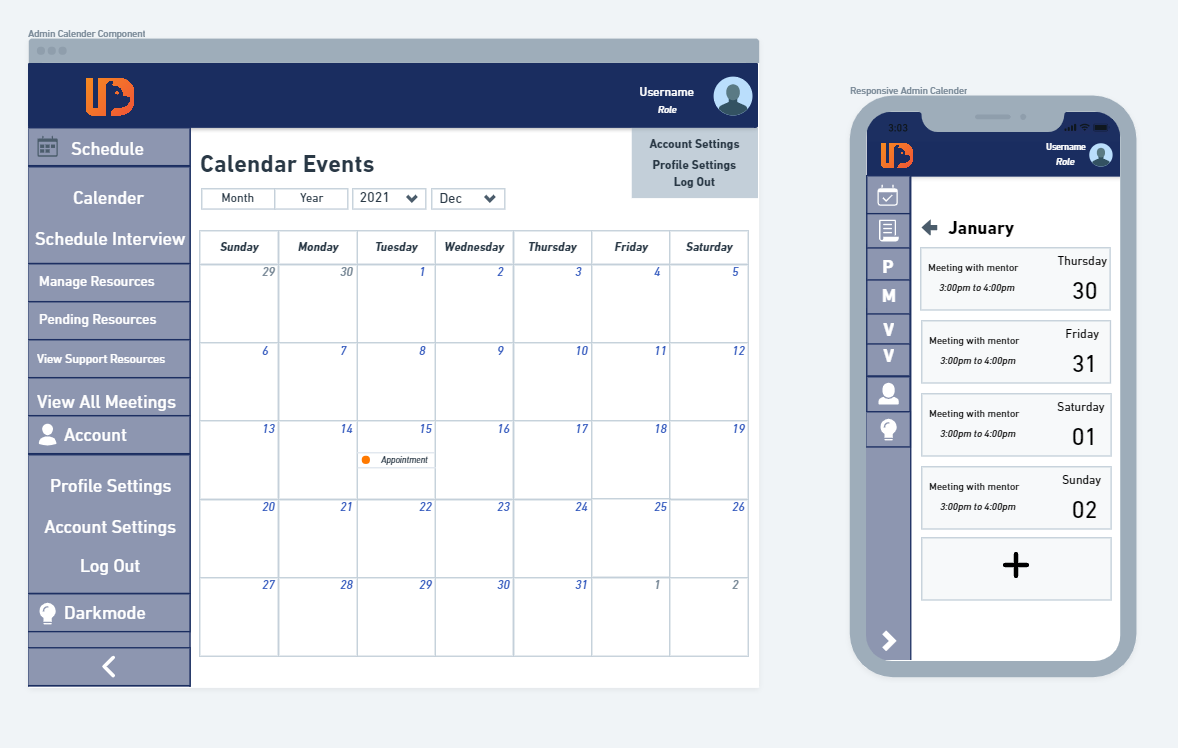 Admin Calender Component
Username
Role
Account Settings
Profile Settings
Log Out
Schedule
Calender
Schedule Interview
Manage Resources
Pending Resources
View Support Resources
View All Meetings
Account
Profile Settings
Account Settings
Log Out
Darkmode
Calendar Events
Month Year 2021 Dec
Sunday Monday Tuesday Wednesday Thursday Friday Saturday
29 30 1 2 3 4 5
6 7 8 9 10 11 12
13 14 15 16 17 18 19
Appointment
20 21 22 23 24 25 26
27 28 29 30 31 1 2
Responsive Admin Calender
3:03
Username
Role
P
M
V
V
January
Thursday
Meeting with mentor
3:00pm to 4:00pm
30
Friday
Meeting with mentor
3:00pm to 4:00pm
31
Saturday
Meeting with mentor
3:00pm to 4:00pm
01
Sunday
Meeting with mentor
3:00pm to 4:00pm
02